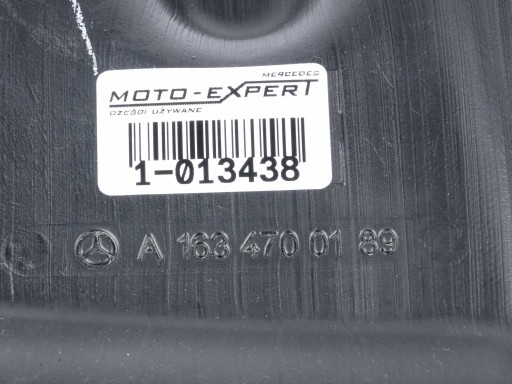 MERCEDES
MOTO-EXPERT
CZĘŚCI UŻYWANE
1-013438
A 163 470 01 89